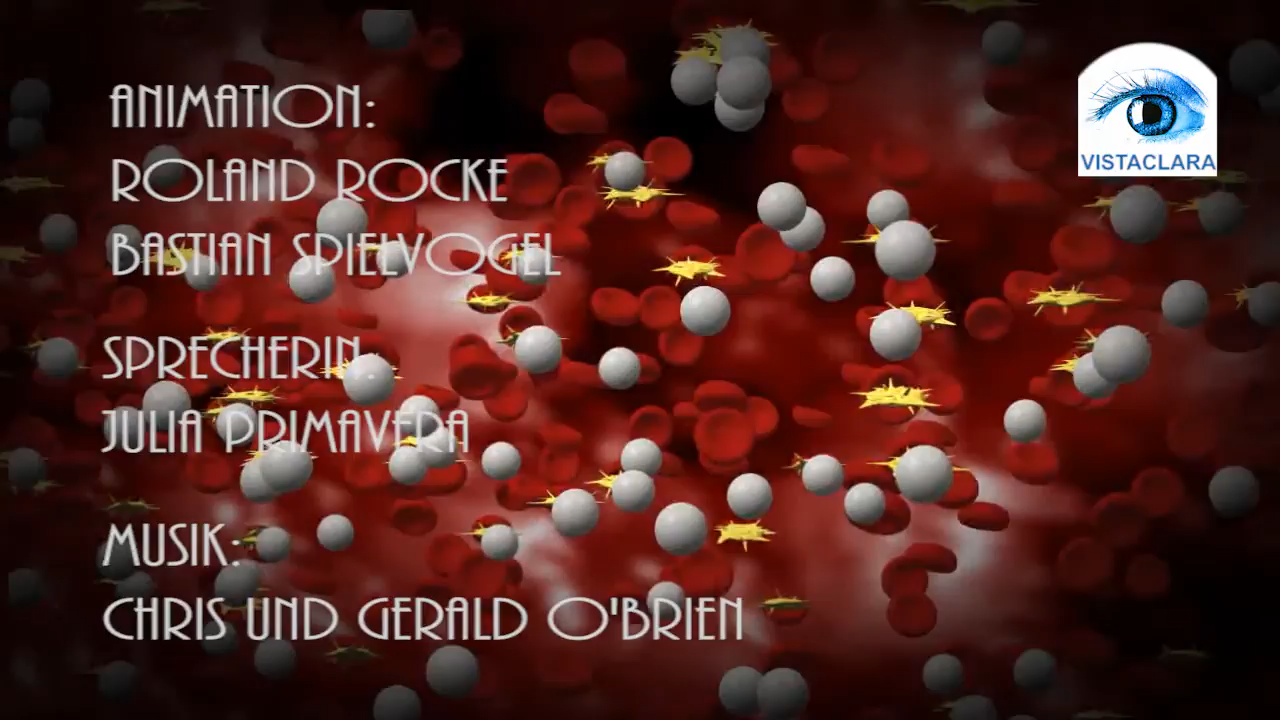 ANIMATION:
ROLAND ROCKE
BASTIAN SPIELVOGEL
SPRECHERIN:
JULIA PRIMAVERA
MUSIK:
CHRIS UND GERALD O'BRIEN
VISTACLARA